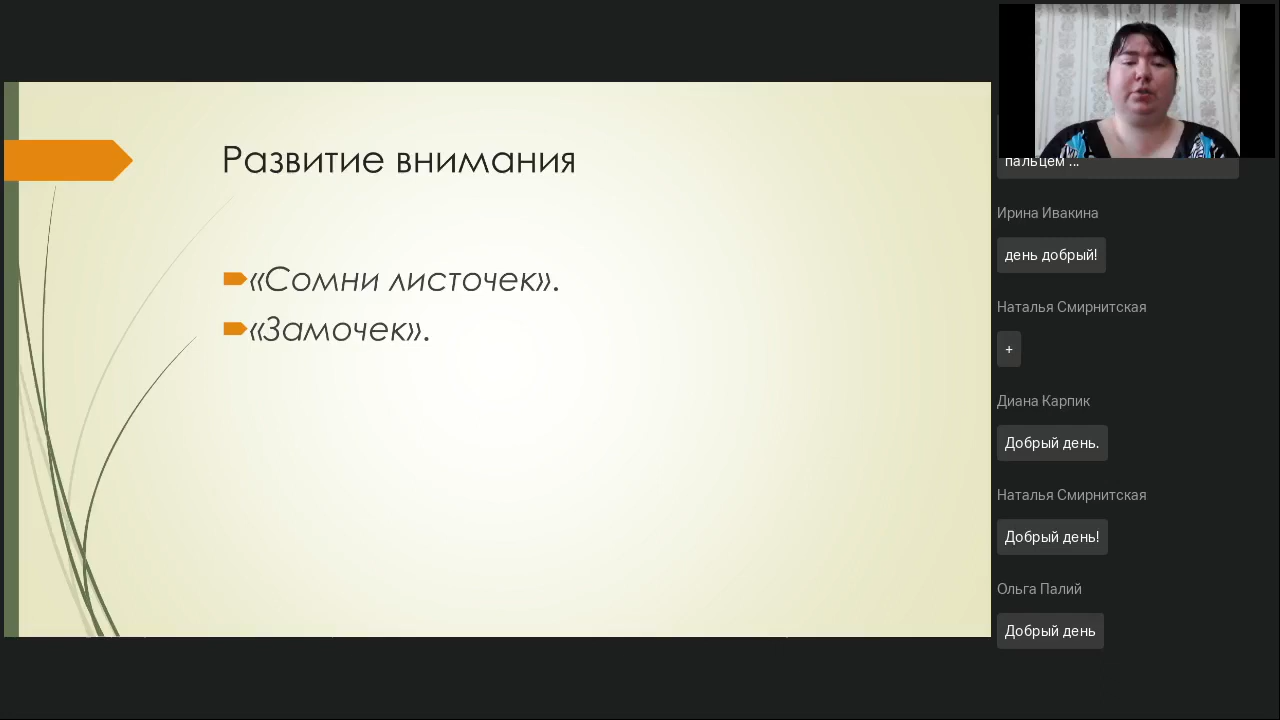 Развитие внимания
«Сомни листочек».
«Замочек».
пальцем ...
Ирина Ивакина
день добрый!
Наталья Смирнитская
+
Диана Карпик
Добрый день.
Наталья Смирнитская
Добрый день!
Ольга Палий
Добрый день